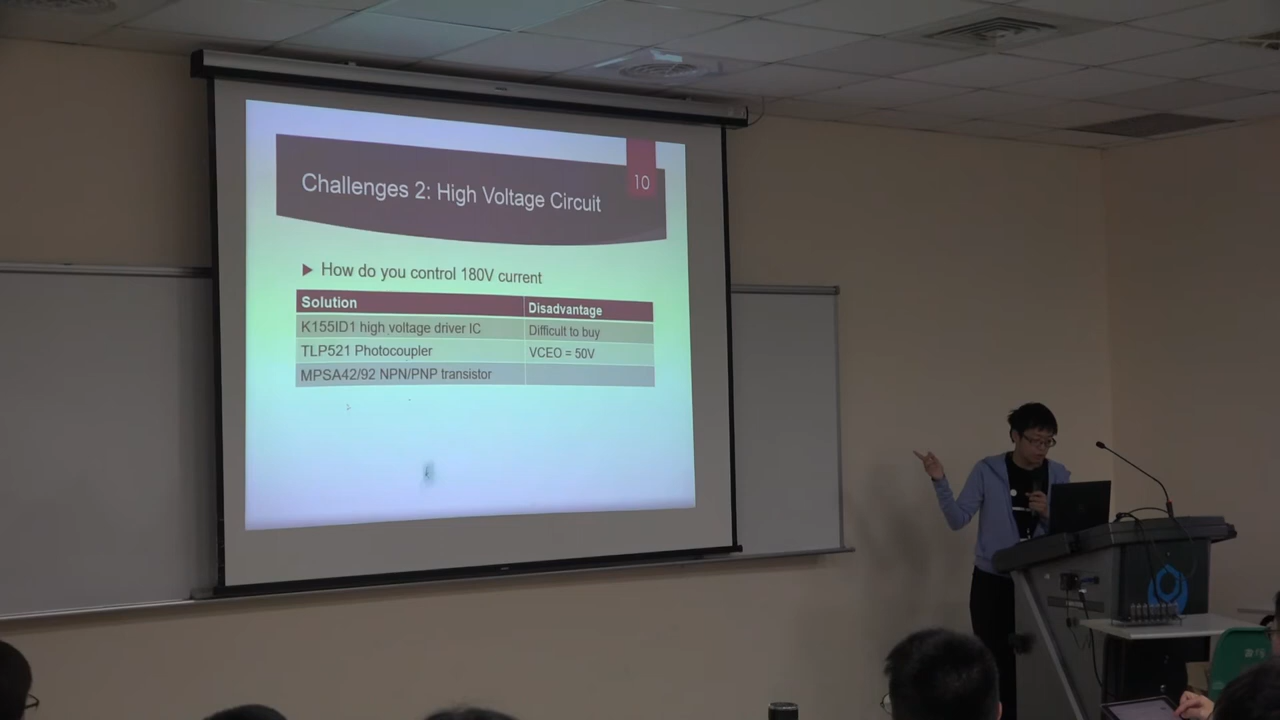 10
Challenges 2: High Voltage Circuit
How do you control 180V current
Solution Disadvantage
K155ID1 high voltage driver IC Difficult to buy
TLP521 Photocoupler VCEO = 50V
MPSA42/92 NPN/PNP transistor